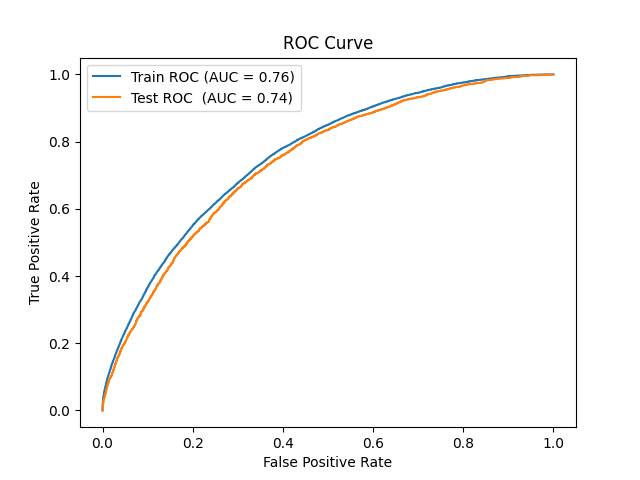 ROC Curve
Train ROC (AUC = 0.76)
Test ROC  (AUC = 0.74)
True Positive Rate
1.0
0.8
0.6
0.4
0.2
0.0
0.0 0.2 0.4 0.6 0.8 1.0
False Positive Rate